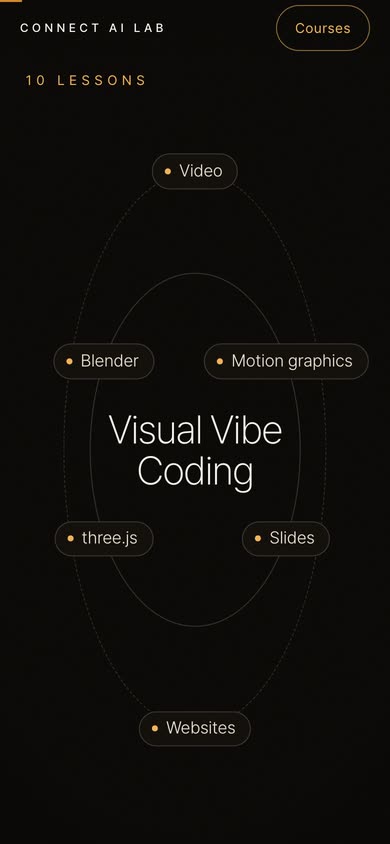 CONNECT AI LAB
Courses
10 LESSONS
Video
Blender
Motion graphics
Visual Vibe
Coding
three.js
Slides
Websites